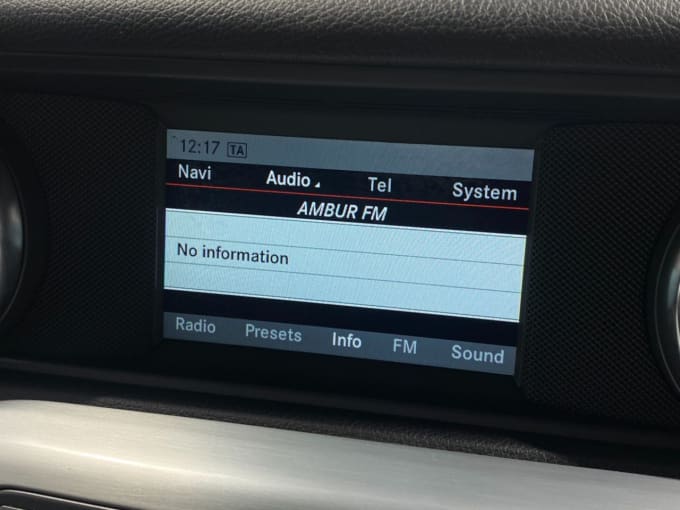 12:17 TA
Navi Audio Tel System
AMBUR FM
No information
Radio Presets Info FM Sound